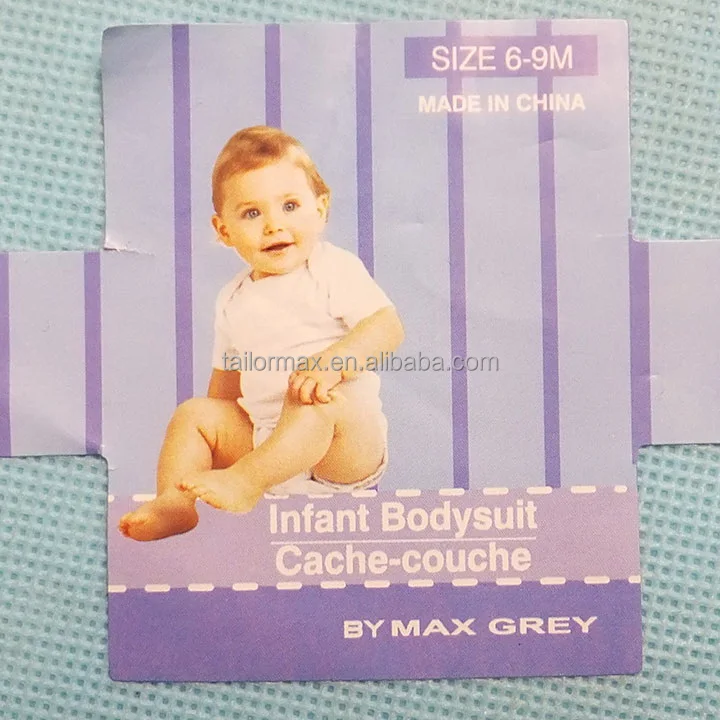 SIZE 6-9M
MADE IN CHINA
tailormax.en.alibaba.com
Infant Bodysuit
Cache-couche
BY MAX GREY